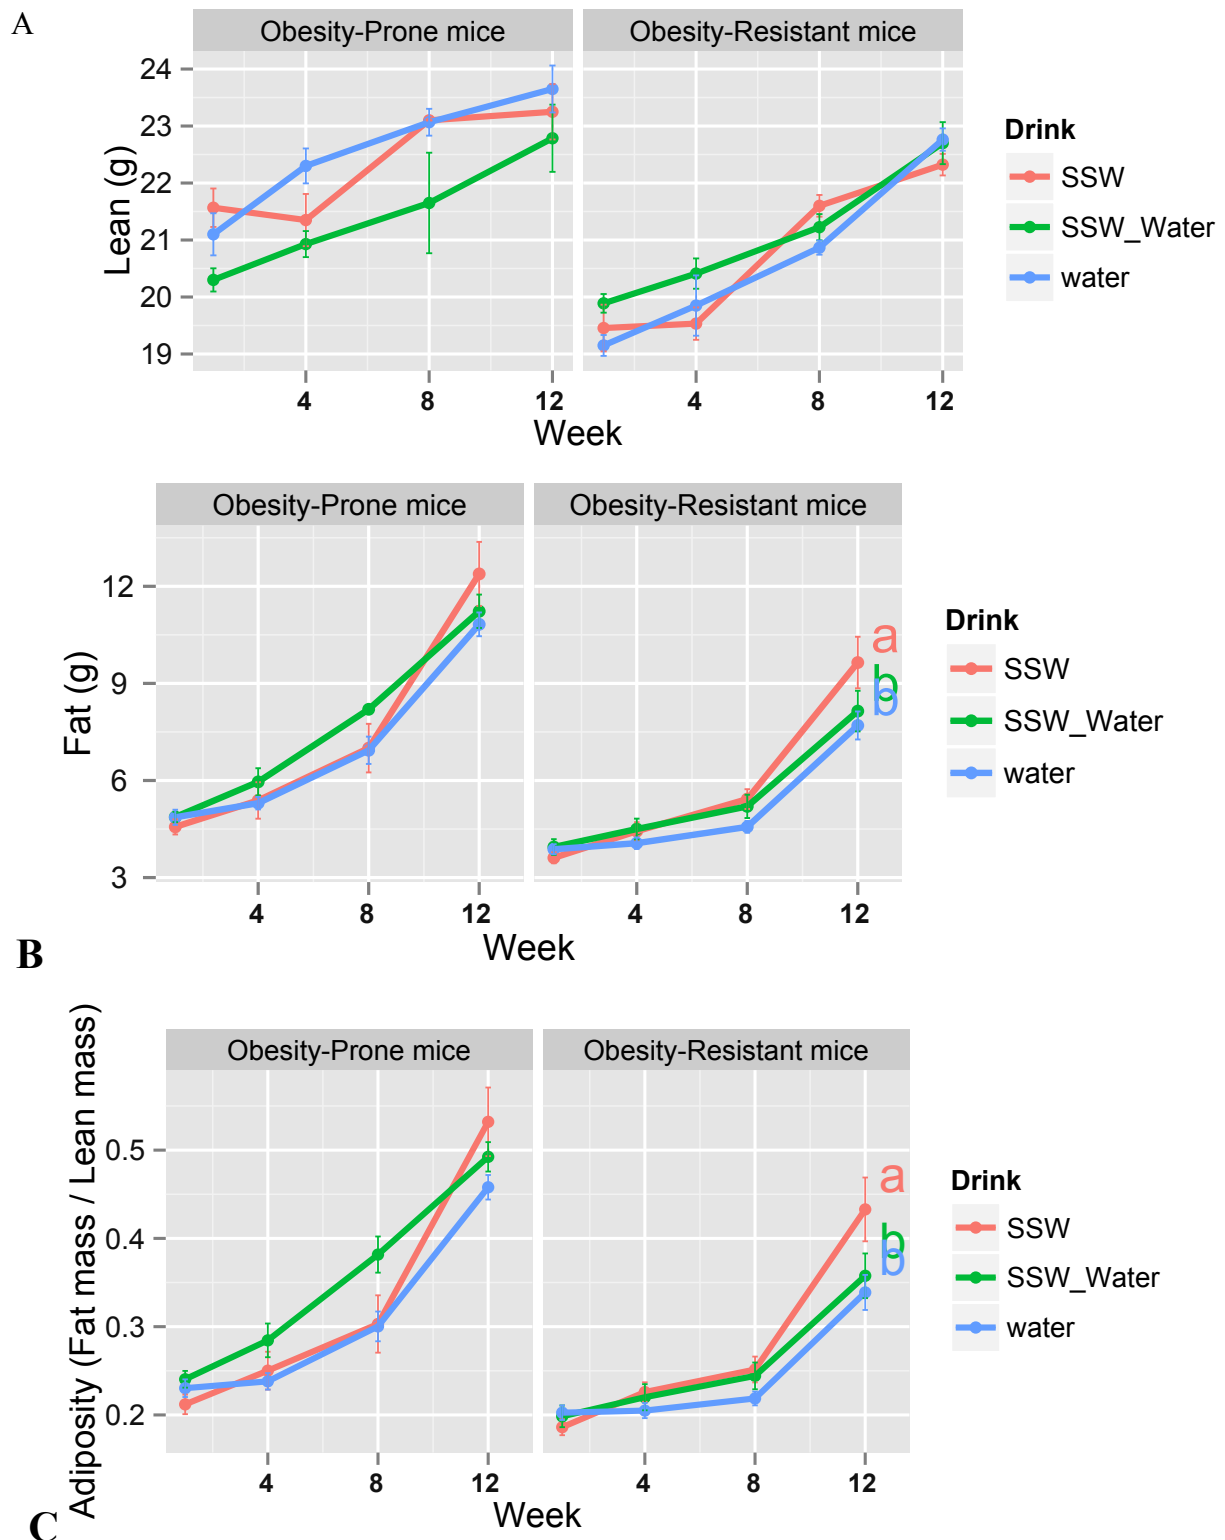 A
Obesity-Prone mice
Obesity-Resistant mice
24
23
22
21
20
19
Lean (g)
4
8
12
4
8
12
Week
Drink
SSW
SSW_Water
water
Obesity-Prone mice
Obesity-Resistant mice
12
9
6
3
Fat (g)
a
b
b
4
8
12
4
8
12
Week
Drink
SSW
SSW_Water
water
B
Obesity-Prone mice
Obesity-Resistant mice
0.5
0.4
0.3
0.2
Adiposity (Fat mass / Lean mass)
a
b
b
4
8
12
4
8
12
Week
Drink
SSW
SSW_Water
water
C